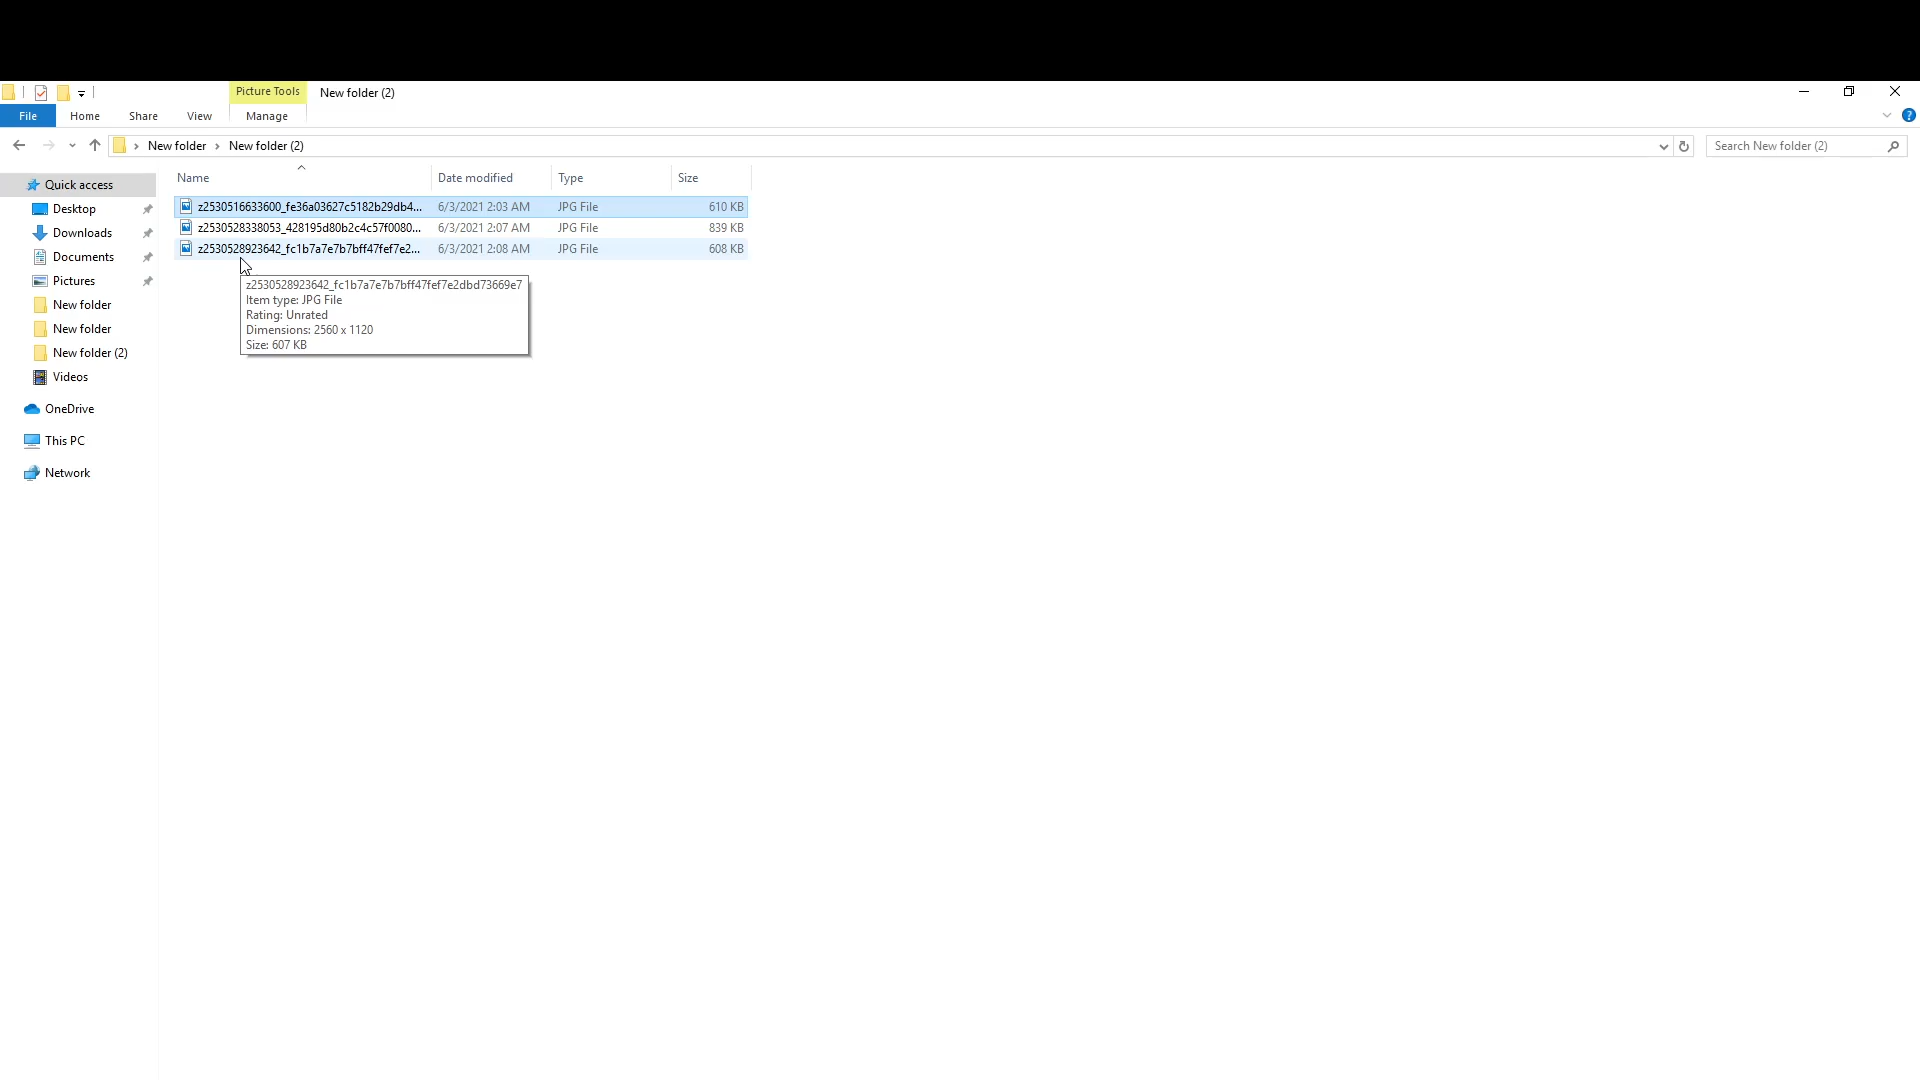 Picture Tools New folder (2)
File Home Share View Manage
New folder New folder (2) Search New folder (2)
Name Date modified Type Size
Quick access
Desktop
Downloads
Documents
Pictures
New folder
New folder
New folder (2)
Videos
OneDrive
This PC
Network
z2530516633600_fe36a03627c5182b29db4... 6/3/2021 2:03 AM JPG File 610 KB
z2530528338053_428195d80b2c4c57f0080... 6/3/2021 2:07 AM JPG File 839 KB
z2530528923642_fc1b7a7e7b7bff47fef7e2... 6/3/2021 2:08 AM JPG File 608 KB
z2530528923642_fc1b7a7e7b7bff47fef7e2dbd73669e7
Item type: JPG File
Rating: Unrated
Dimensions: 2560 x 1120
Size: 607 KB